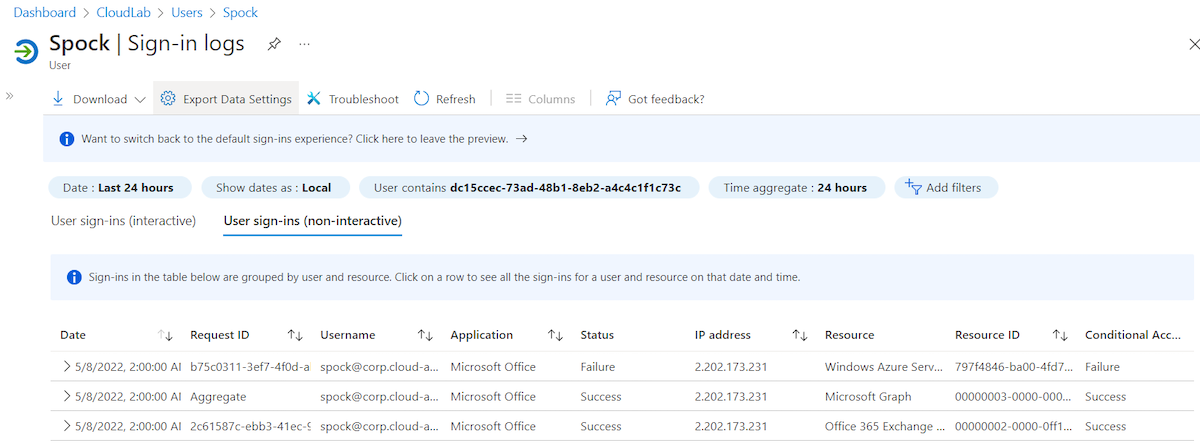 Dashboard > CloudLab > Users > Spock
Spock | Sign-in logs ...
User
Download Export Data Settings Troubleshoot Refresh Columns Got feedback?
Want to switch back to the default sign-ins experience? Click here to leave the preview. →
Date : Last 24 hours Show dates as : Local User contains dc15ccec-73ad-48b1-8eb2-a4c4c1f1c73c Time aggregate : 24 hours Add filters
User sign-ins (interactive) User sign-ins (non-interactive)
Sign-ins in the table below are grouped by user and resource. Click on a row to see all the sign-ins for a user and resource on that date and time.
Date Request ID Username Application Status IP address Resource Resource ID Conditional Acc...
5/8/2022, 2:00:00 AI b75c0311-3ef7-4f0d-al spock@corp.cloud-a... Microsoft Office Failure 2.202.173.231 Windows Azure Serv... 797f4846-ba00-4fd7... Failure
5/8/2022, 2:00:00 AI Aggregate spock@corp.cloud-a... Microsoft Office Success 2.202.173.231 Microsoft Graph 00000003-0000-000... Success
5/8/2022, 2:00:00 AI 2c61587c-ebb3-41ec-9 spock@corp.cloud-a... Microsoft Office Success 2.202.173.231 Office 365 Exchange ... 00000002-0000-0ff1... Success